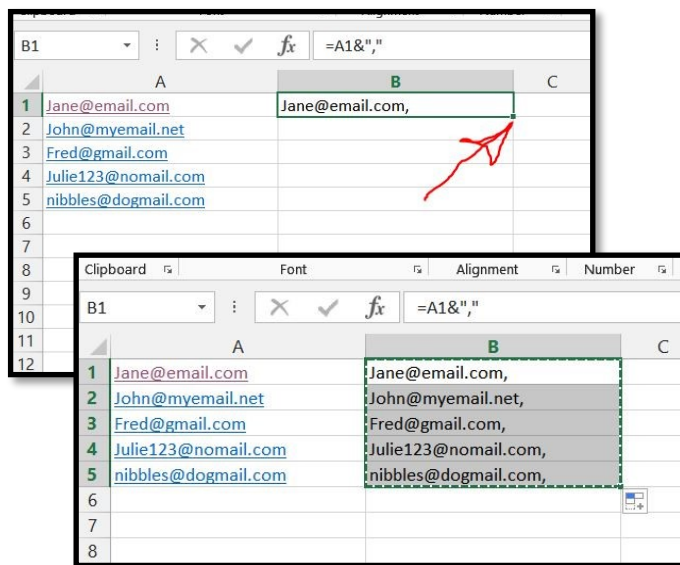 B1 fx =A1&","
A B C
1 Jane@email.com Jane@email.com,
2 John@myemail.net
3 Fred@gmail.com
4 Julie123@nomail.com
5 nibbles@dogmail.com
6
7
8
9
10
11
12
Clipboard Font Alignment Number
B1 fx =A1&","
A B C
1 Jane@email.com Jane@email.com,
2 John@myemail.net John@myemail.net,
3 Fred@gmail.com Fred@gmail.com,
4 Julie123@nomail.com Julie123@nomail.com,
5 nibbles@dogmail.com nibbles@dogmail.com,
6
7
8